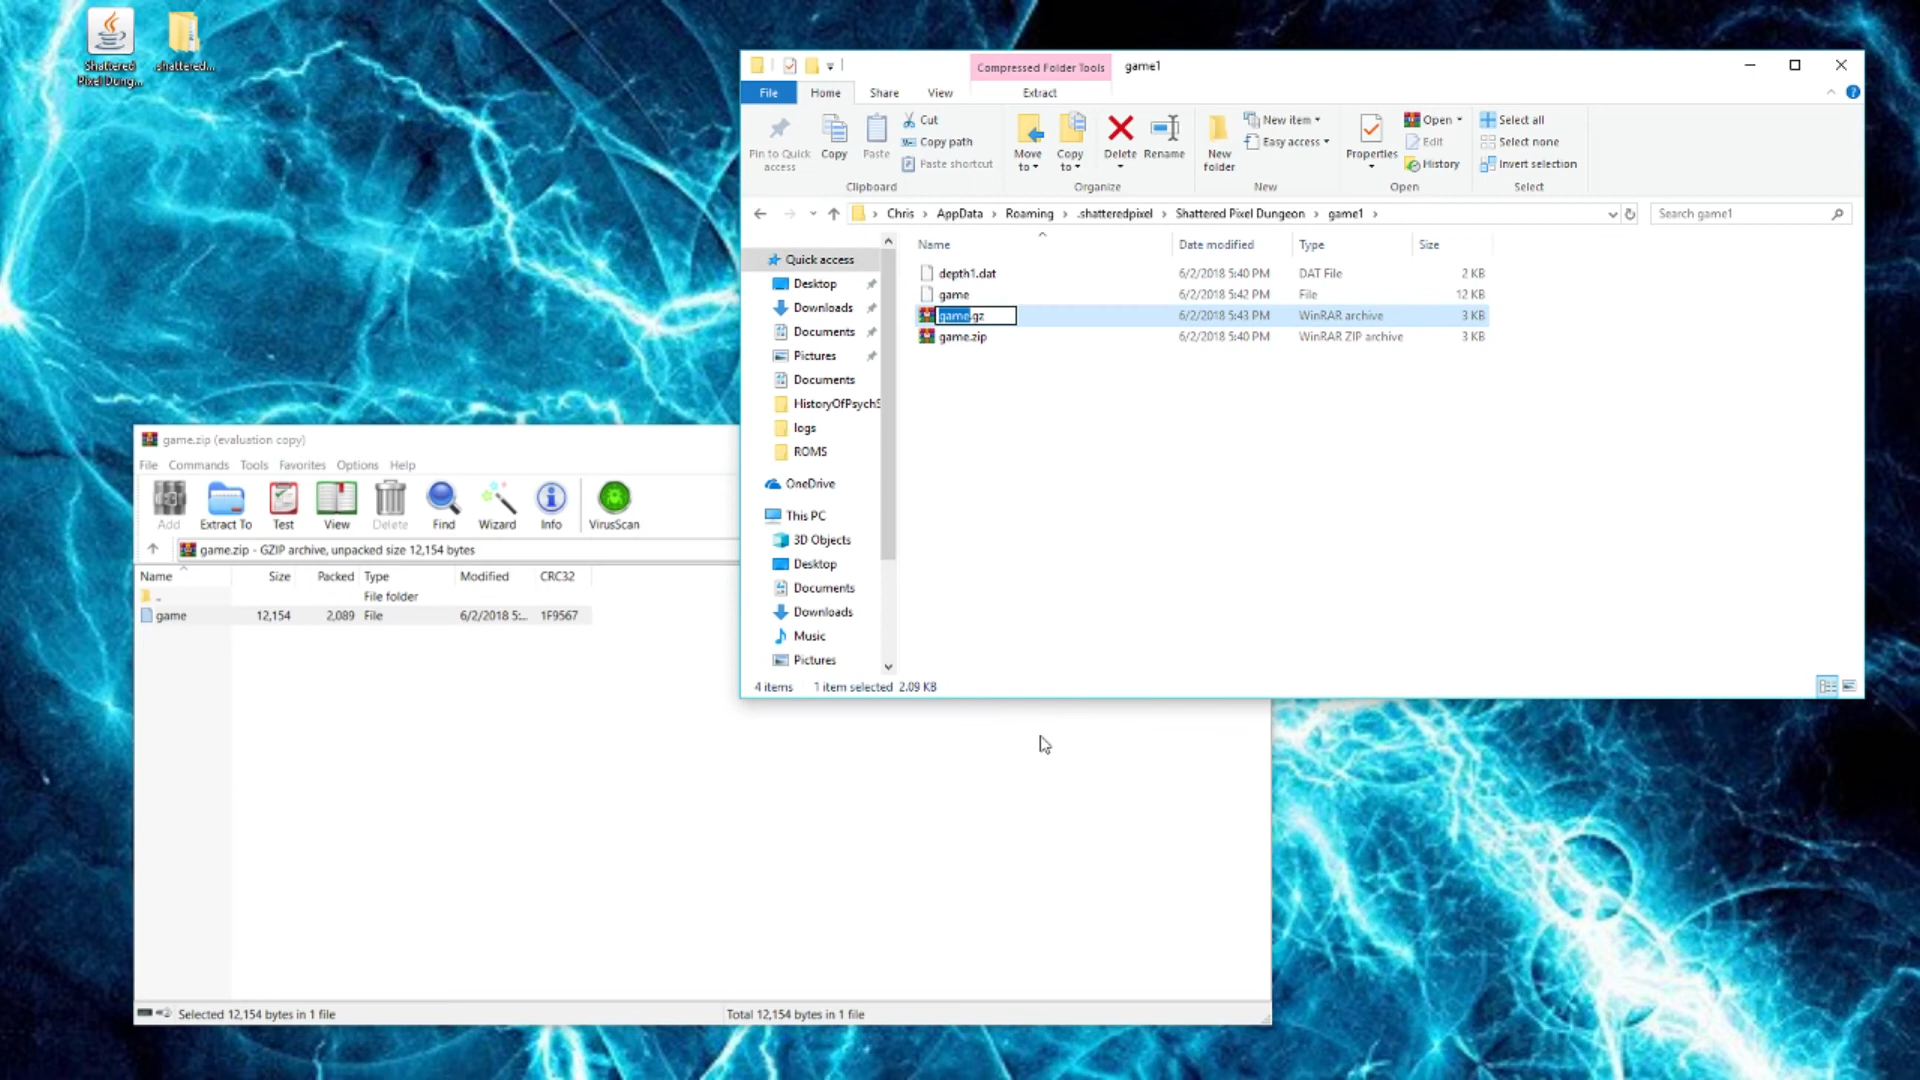 Shattered
Pixel Dung...
.shattered...
Compressed Folder Tools
game1
File
Home
Share
View
Extract
Pin to Quick access
Copy
Paste
Cut
Copy path
Paste shortcut
Clipboard
Move to
Copy to
Delete
Rename
Organize
New folder
New item
Easy access
New
Properties
Open
Edit
History
Open
Select all
Select none
Invert selection
Select
Chris > AppData > Roaming > .shatteredpixel > Shattered Pixel Dungeon > game1 >
Search game1
Name Date modified Type Size
depth1.dat 6/2/2018 5:40 PM DAT File 2 KB
game 6/2/2018 5:42 PM File 12 KB
game.gz 6/2/2018 5:43 PM WinRAR archive 3 KB
game.zip 6/2/2018 5:40 PM WinRAR ZIP archive 3 KB
Quick access
Desktop
Downloads
Documents
Pictures
Documents
HistoryOfPsychS
logs
ROMS
OneDrive
This PC
3D Objects
Desktop
Documents
Downloads
Music
Pictures
4 items 1 item selected 2.09 KB
game.zip (evaluation copy)
File Commands Tools Favorites Options Help
Add Extract To Test View Delete Find Wizard Info VirusScan
game.zip - GZIP archive, unpacked size 12,154 bytes
Name Size Packed Type Modified CRC32
.. File folder
game 12,154 2,089 File 6/2/2018 5:... 1F9567
Selected 12,154 bytes in 1 file
Total 12,154 bytes in 1 file